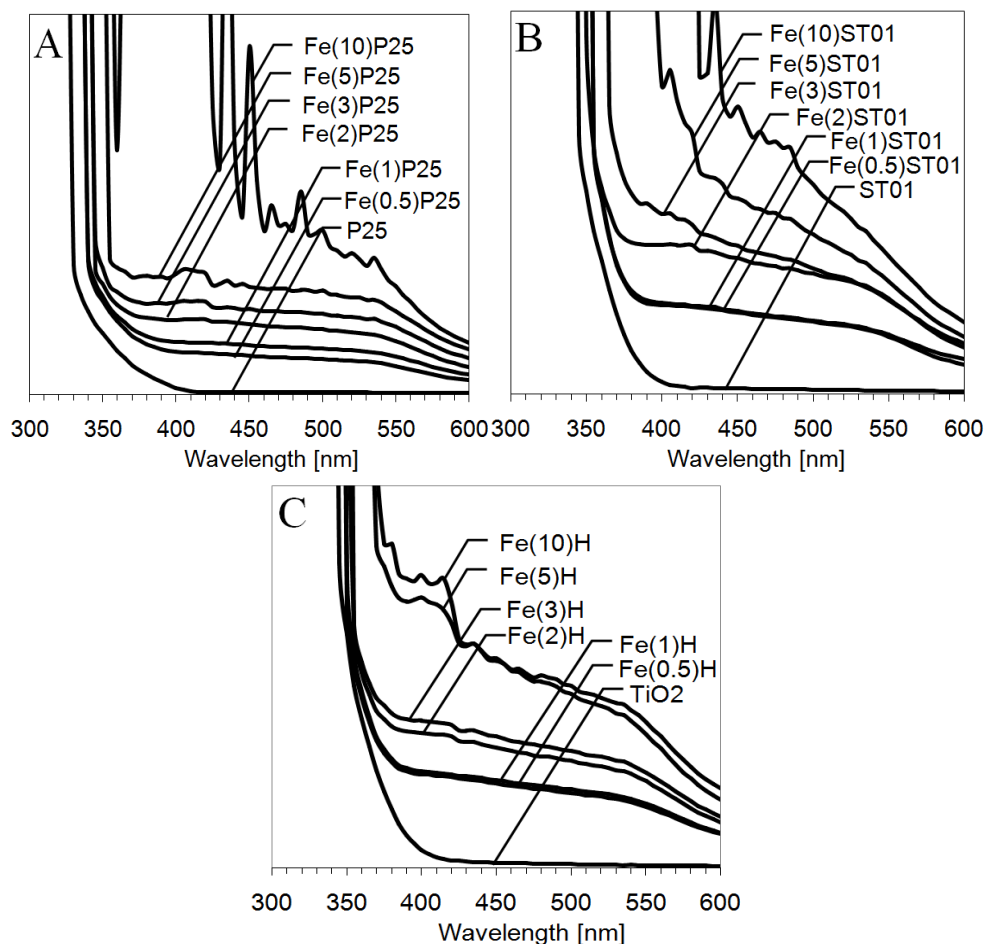 A
Fe(10)P25
Fe(5)P25
Fe(3)P25
Fe(2)P25
Fe(1)P25
Fe(0.5)P25
P25
300 350 400 450 500 550 600
Wavelength [nm]
B
Fe(10)ST01
Fe(5)ST01
Fe(3)ST01
Fe(2)ST01
Fe(1)ST01
Fe(0.5)ST01
ST01
300 350 400 450 500 550 600
Wavelength [nm]
C
Fe(10)H
Fe(5)H
Fe(3)H
Fe(2)H
Fe(1)H
Fe(0.5)H
TiO2
300 350 400 450 500 550 600
Wavelength [nm]